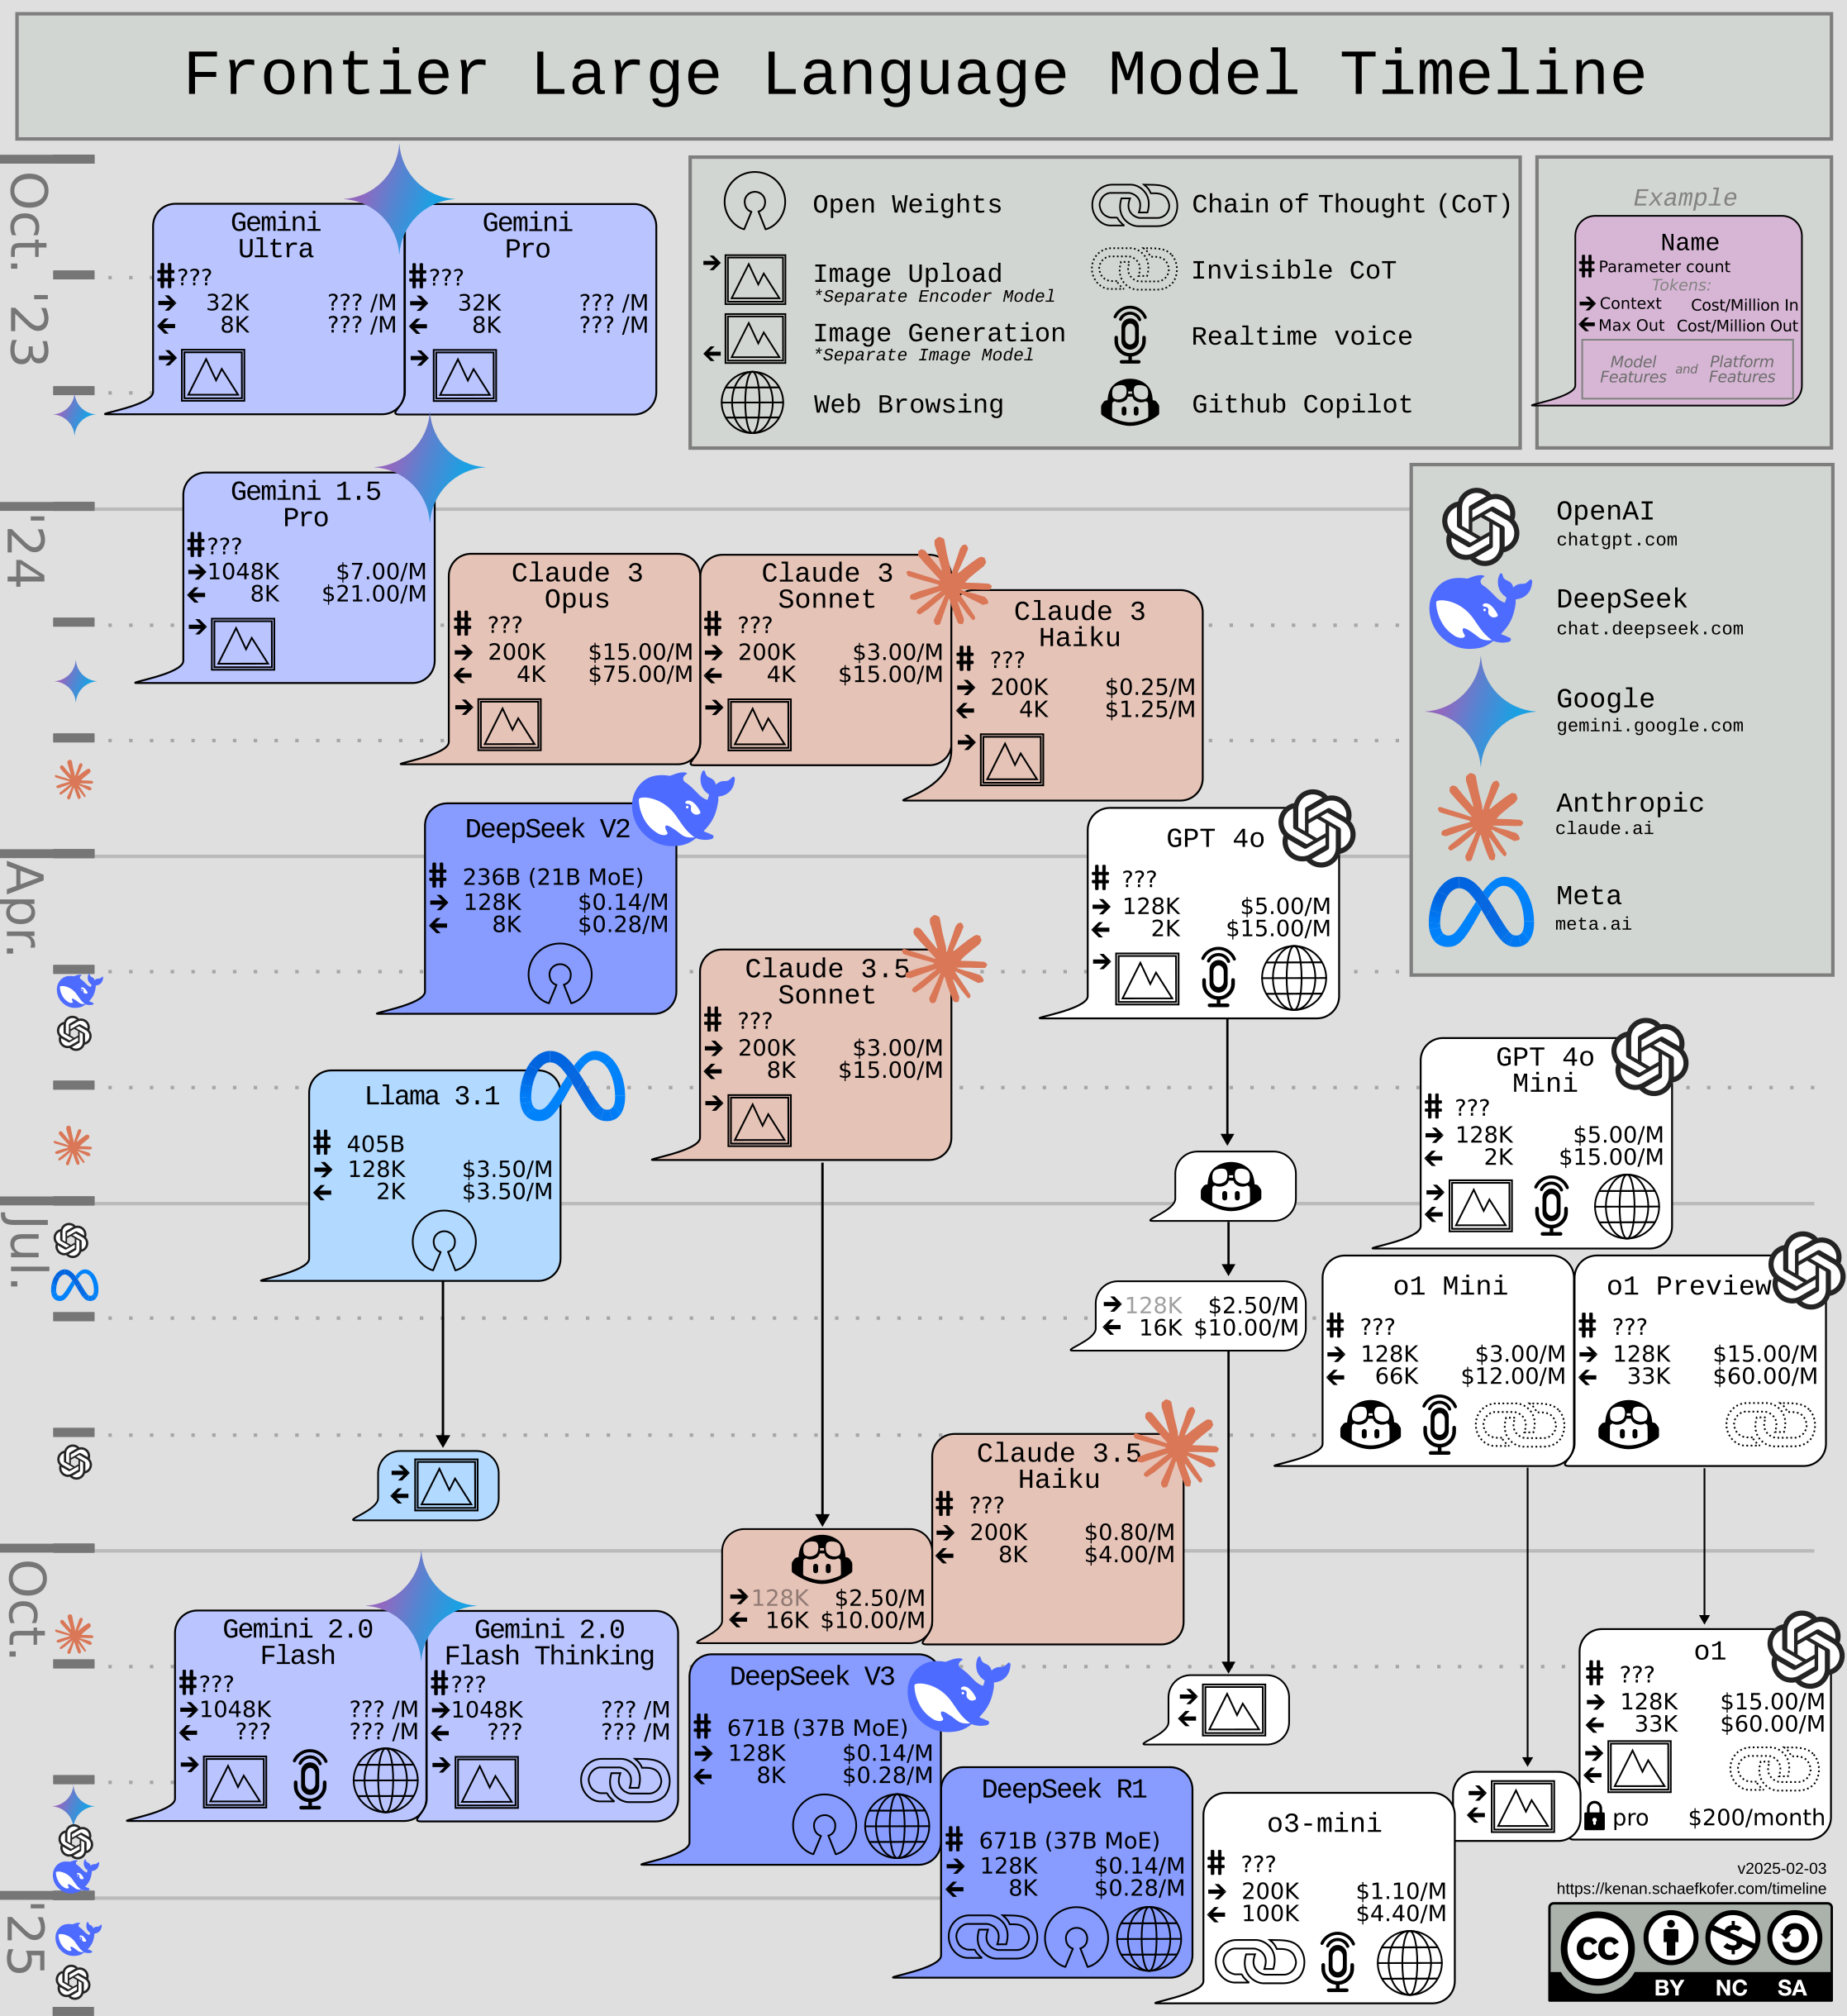 Frontier Large Language Model Timeline
Oct. '23
'24
Apr.
Jul.
Oct.
'25
Open Weights
Image Upload
*Separate Encoder Model
Image Generation
*Separate Image Model
Web Browsing
Chain of Thought (CoT)
Invisible CoT
Realtime voice
Github Copilot
Example
Name
# Parameter count
Tokens:
→ Context Cost/Million In
← Max Out Cost/Million Out
Model Features and Platform Features
OpenAI
chatgpt.com
DeepSeek
chat.deepseek.com
Google
gemini.google.com
Anthropic
claude.ai
Meta
meta.ai
Gemini
Ultra
# ???
→ 32K ??? /M
← 8K ??? /M
→
Gemini
Pro
# ???
→ 32K ??? /M
← 8K ??? /M
→
Gemini 1.5
Pro
# ???
→ 1048K $7.00/M
← 8K $21.00/M
→
Claude 3
Opus
# ???
→ 200K $15.00/M
← 4K $75.00/M
→
Claude 3
Sonnet
# ???
→ 200K $3.00/M
← 4K $15.00/M
→
Claude 3
Haiku
# ???
→ 200K $0.25/M
← 4K $1.25/M
→
DeepSeek V2
# 236B (21B MoE)
→ 128K $0.14/M
← 8K $0.28/M
GPT 4o
# ???
→ 128K $5.00/M
← 2K $15.00/M
→
Claude 3.5
Sonnet
# ???
→ 200K $3.00/M
← 8K $15.00/M
→
GPT 4o
Mini
# ???
→ 128K $5.00/M
← 2K $15.00/M
→
←
Llama 3.1
# 405B
→ 128K $3.50/M
← 2K $3.50/M
→ 128K $2.50/M
← 16K $10.00/M
o1 Mini
# ???
→ 128K $3.00/M
← 66K $12.00/M
o1 Preview
# ???
→ 128K $15.00/M
← 33K $60.00/M
→
←
Claude 3.5
Haiku
# ???
→ 200K $0.80/M
← 8K $4.00/M
→ 128K $2.50/M
← 16K $10.00/M
Gemini 2.0
Flash
# ???
→ 1048K ??? /M
← ??? ??? /M
→
Gemini 2.0
Flash Thinking
# ???
→ 1048K ??? /M
← ??? ??? /M
→
DeepSeek V3
# 671B (37B MoE)
→ 128K $0.14/M
← 8K $0.28/M
→
←
o1
# ???
→ 128K $15.00/M
← 33K $60.00/M
→
←
pro $200/month
→
←
DeepSeek R1
# 671B (37B MoE)
→ 128K $0.14/M
← 8K $0.28/M
o3-mini
# ???
→ 200K $1.10/M
← 100K $4.40/M
v2025-02-03
https://kenan.schaefkofer.com/timeline
cc
BY NC SA